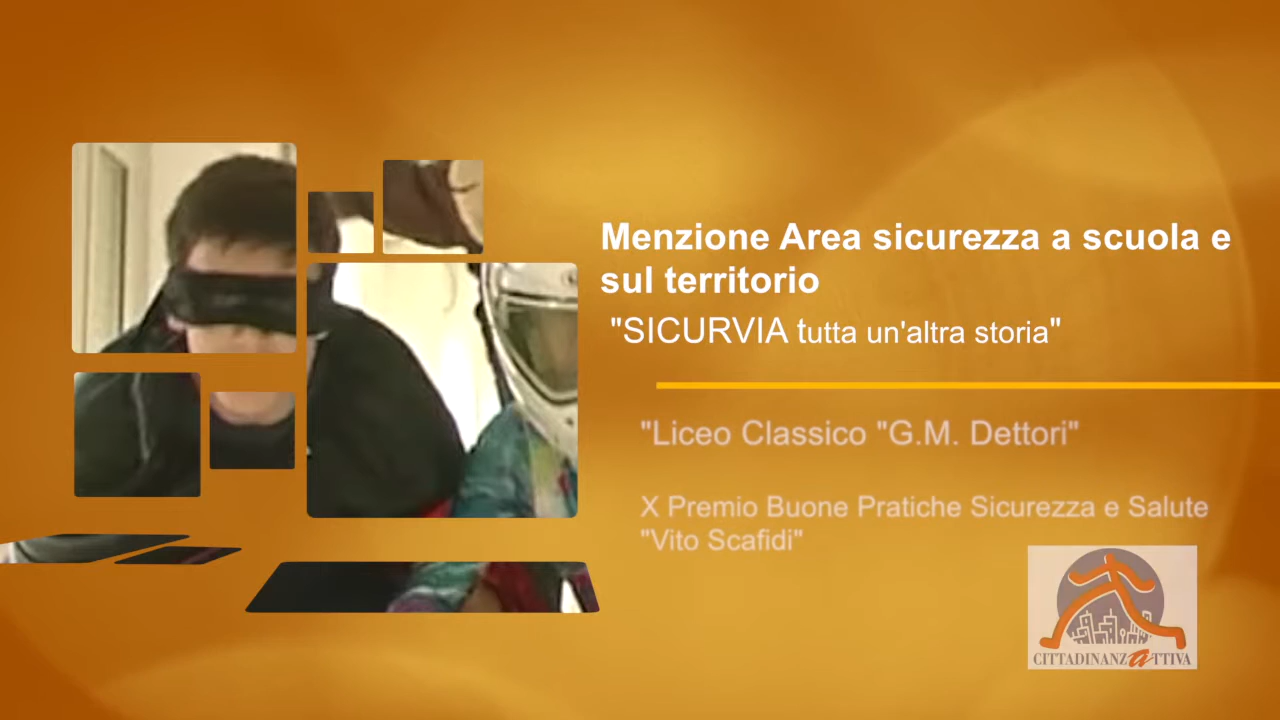 Menzione Area sicurezza a scuola e
sul territorio
"SICURVIA tutta un'altra storia"
"Liceo Classico "G.M. Dettori"
X Premio Buone Pratiche Sicurezza e Salute
"Vito Scafidi"
CITTADINANZATTIVA